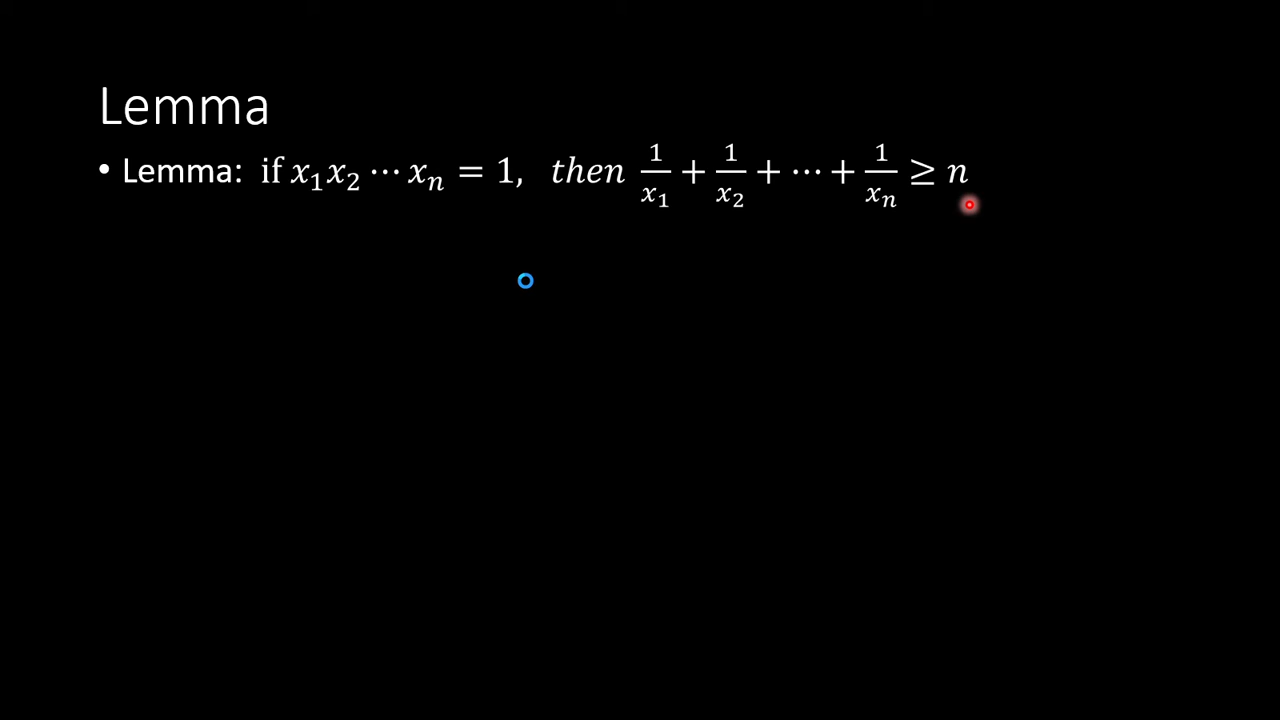 Lemma
• Lemma: if x₁x₂ ⋯ xₙ = 1, then 1/x₁ + 1/x₂ + ⋯ + 1/xₙ ≥ n